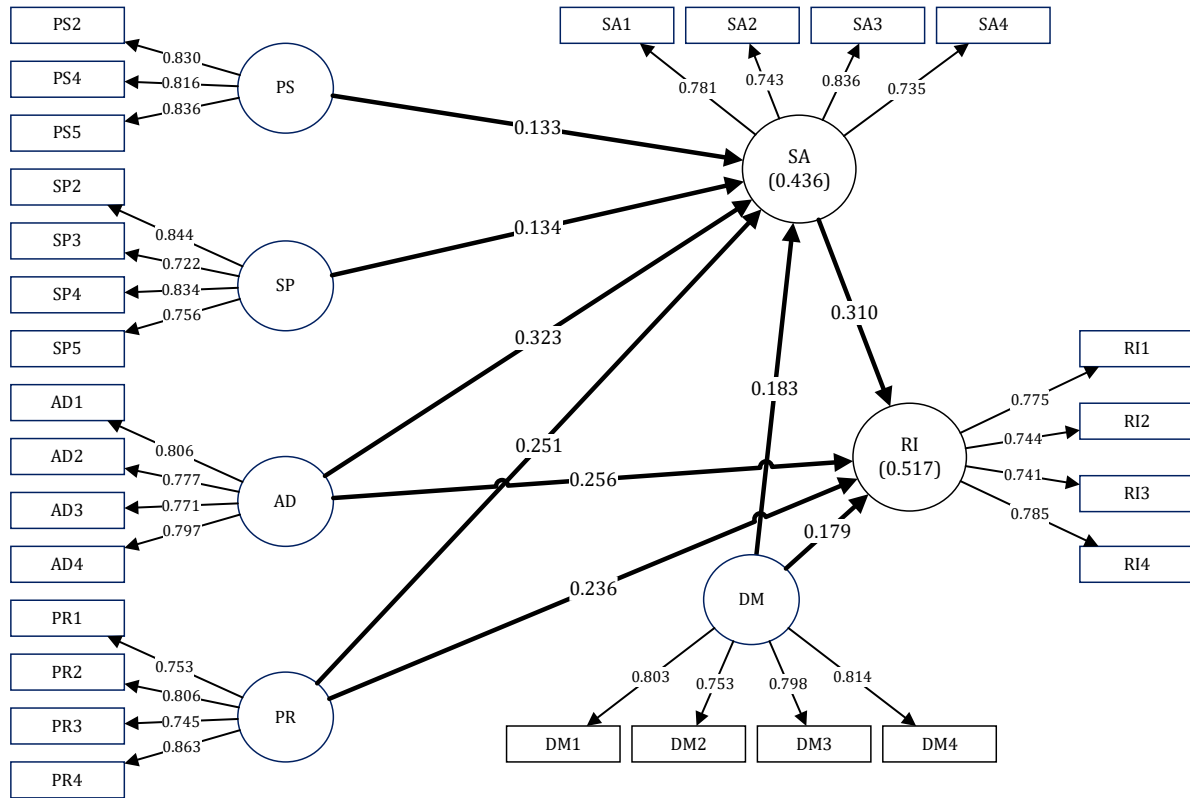 PS2
PS4
PS5
0.830
0.816
0.836
PS
SP2
SP3
SP4
SP5
0.844
0.722
0.834
0.756
SP
AD1
AD2
AD3
AD4
0.806
0.777
0.771
0.797
AD
PR1
PR2
PR3
PR4
0.753
0.806
0.745
0.863
PR
0.133
0.134
0.323
0.251
0.256
0.236
0.183
0.179
0.310
SA1
SA2
SA3
SA4
0.781
0.743
0.836
0.735
SA
(0.436)
RI
(0.517)
0.775
0.744
0.741
0.785
RI1
RI2
RI3
RI4
DM
0.803
0.753
0.798
0.814
DM1
DM2
DM3
DM4